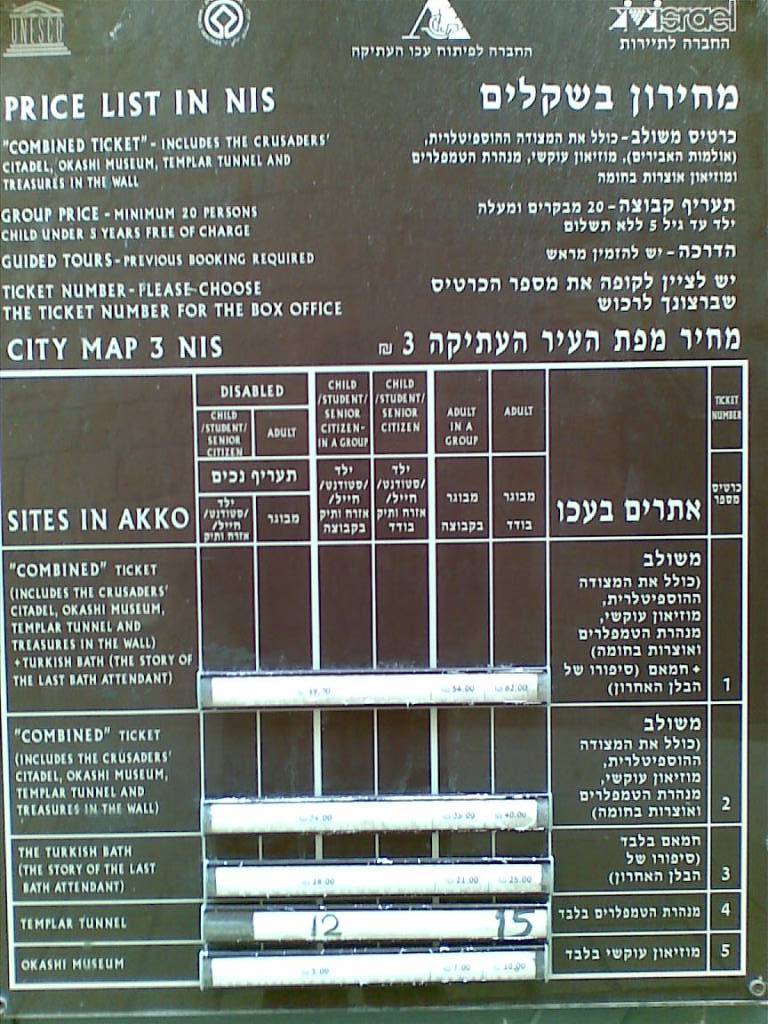 UNESCO
החברה לפיתוח עכו העתיקה
israel
החברה לתיירות
PRICE LIST IN NIS
מחירון בשקלים
"COMBINED TICKET" - INCLUDES THE CRUSADERS'
CITADEL, OKASHI MUSEUM, TEMPLAR TUNNEL AND
TREASURES IN THE WALL
כרטיס משולב - כולל את המצודה ההוספיטלרית,
(אולמות האבירים), מוזיאון עוקשי, מנהרת הטמפלרים
ומוזיאון אוצרות בחומה
GROUP PRICE - MINIMUM 20 PERSONS
CHILD UNDER 5 YEARS FREE OF CHARGE
תעריף קבוצה - 20 מבקרים ומעלה
ילד עד גיל 5 ללא תשלום
GUIDED TOURS - PREVIOUS BOOKING REQUIRED
הדרכה - יש להזמין מראש
TICKET NUMBER - PLEASE CHOOSE
THE TICKET NUMBER FOR THE BOX OFFICE
יש לציין לקופה את מספר הכרטיס
שברצונך לרכוש
CITY MAP 3 NIS
מחיר מפת העיר העתיקה 3 ₪
DISABLED
CHILD
/STUDENT/
SENIOR
CITIZEN
ADULT
CHILD
/STUDENT/
SENIOR
CITIZEN-
IN A GROUP
CHILD
/STUDENT/
SENIOR
CITIZEN
ADULT
IN A
GROUP
ADULT
TICKET
NUMBER
תעריף נכים
ילד
/סטודנט/
חייל/
אזרח ותיק
מבוגר
ילד
/סטודנט/
חייל/
אזרח ותיק
בקבוצה
ילד
/סטודנט/
חייל/
אזרח ותיק
בודד
מבוגר
בקבוצה
מבוגר
בודד
כרטיס
מספר
SITES IN AKKO
אתרים בעכו
"COMBINED" TICKET
(INCLUDES THE CRUSADERS'
CITADEL, OKASHI MUSEUM,
TEMPLAR TUNNEL AND
TREASURES IN THE WALL)
+ TURKISH BATH (THE STORY OF
THE LAST BATH ATTENDANT)
54.00
62.00
משולב
(כולל את המצודה
ההוספיטלרית,
מוזיאון עוקשי,
מנהרת הטמפלרים
ואוצרות בחומה)
+ חמאם (סיפורו של
הבלן האחרון)
1
"COMBINED" TICKET
(INCLUDES THE CRUSADERS'
CITADEL, OKASHI MUSEUM,
TEMPLAR TUNNEL AND
TREASURES IN THE WALL)
40.00
משולב
(כולל את המצודה
ההוספיטלרית,
מוזיאון עוקשי,
מנהרת הטמפלרים
ואוצרות בחומה)
2
THE TURKISH BATH
(THE STORY OF THE LAST
BATH ATTENDANT)
18.00
21.00
25.00
חמאם בלבד
(סיפורו של
הבלן האחרון)
3
TEMPLAR TUNNEL
12
15
מנהרת הטמפלרים בלבד
4
OKASHI MUSEUM
5.00
7.00
10.00
מוזיאון עוקשי בלבד
5